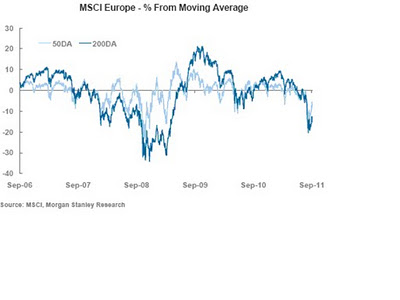 MSCI Europe - % From Moving Average
30
50DA 200DA
20
10
0
-10
-20
-30
-40
Sep-06 Sep-07 Sep-08 Sep-09 Sep-10 Sep-11
Source: MSCI, Morgan Stanley Research